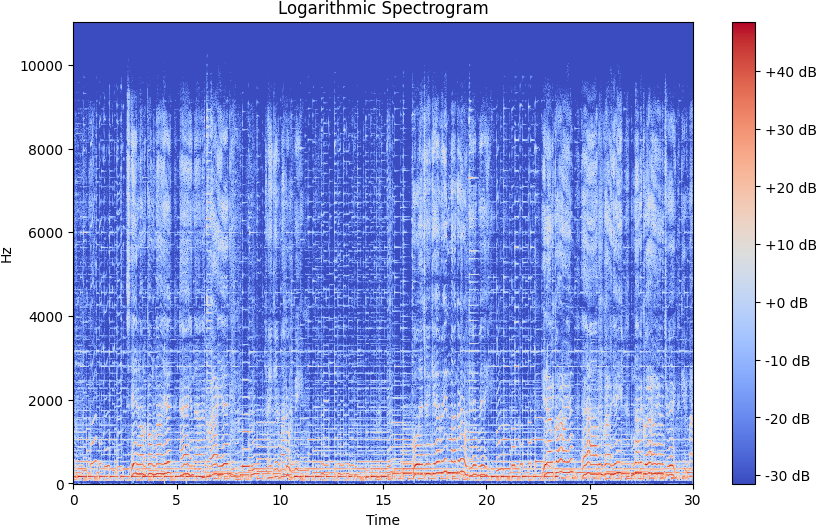 Logarithmic Spectrogram
Hz
10000
8000
6000
4000
2000
0
0 5 10 15 20 25 30
Time
+40 dB
+30 dB
+20 dB
+10 dB
+0 dB
-10 dB
-20 dB
-30 dB